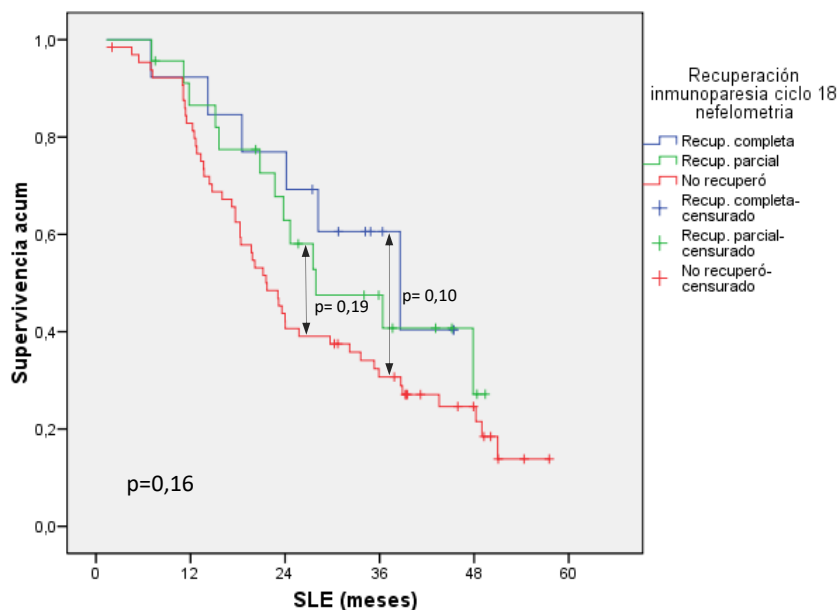 1,0
0,8
0,6
0,4
0,2
0,0
Supervivencia acum
p= 0,19
p= 0,10
p=0,16
0 12 24 36 48 60
SLE (meses)
Recuperación
inmunoparesia ciclo 18
nefelometria
Recup. completa
Recup. parcial
No recuperó
Recup. completa-
censurado
Recup. parcial-
censurado
No recuperó-
censurado